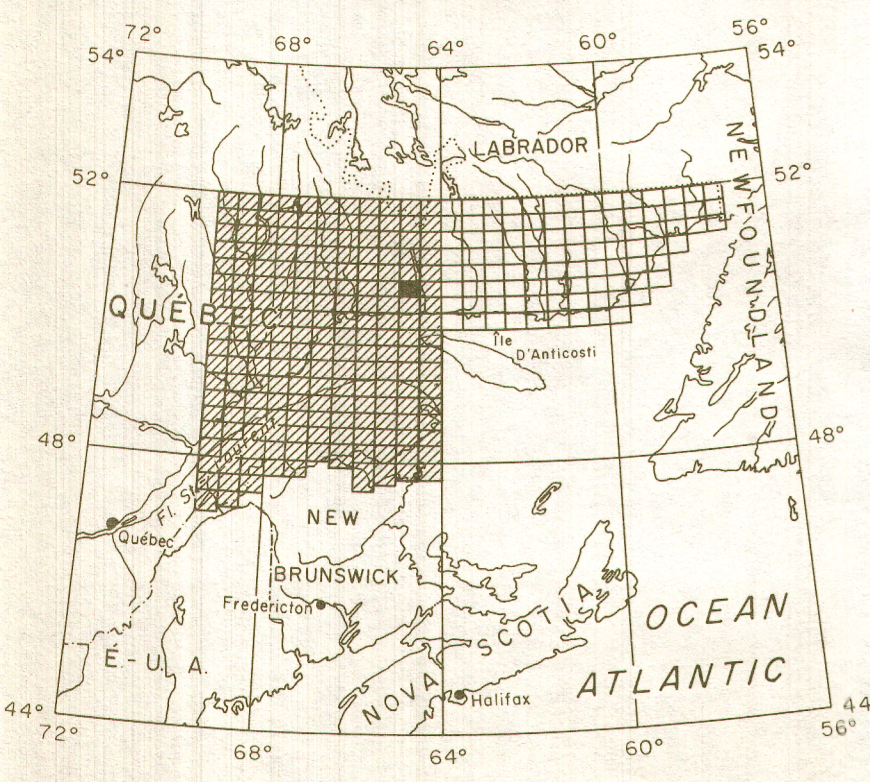 72° 68° 64° 60° 56°
54° 54°
LABRADOR
52° 52°
NEWFOUNDLAND
QUÉBEC
Île
D'Anticosti
48° 48°
Fl. St-Laurent
Québec
NEW
BRUNSWICK
Fredericton
NOVA SCOTIA
OCEAN
ATLANTIC
É.-U. A.
Halifax
44° 44
72° 68° 64° 60° 56°